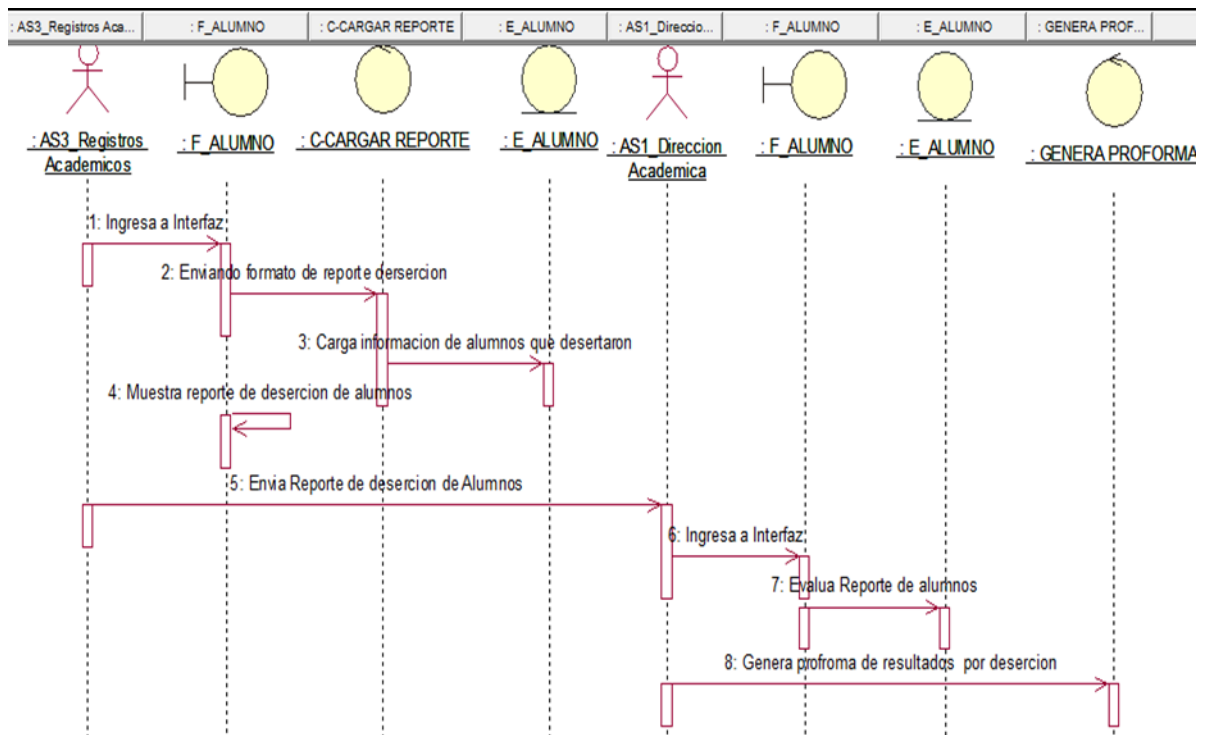 : AS3_Registros Aca...
: F_ALUMNO
: C-CARGAR REPORTE
: E_ALUMNO
: AS1_Direccio...
: F_ALUMNO
: E_ALUMNO
: GENERA PROF...
: AS3_Registros
Academicos
: F_ALUMNO
: C-CARGAR REPORTE
: E_ALUMNO
: AS1_Direccion
Academica
: F_ALUMNO
: E_ALUMNO
: GENERA PROFORMA
1: Ingresa a Interfaz
2: Enviando formato de reporte dersercion
3: Carga informacion de alumnos que desertaron
4: Muestra reporte de desercion de alumnos
5: Envia Reporte de desercion de Alumnos
6: Ingresa a Interfaz
7: Evalua Reporte de alumnos
8: Genera profroma de resultados por desercion